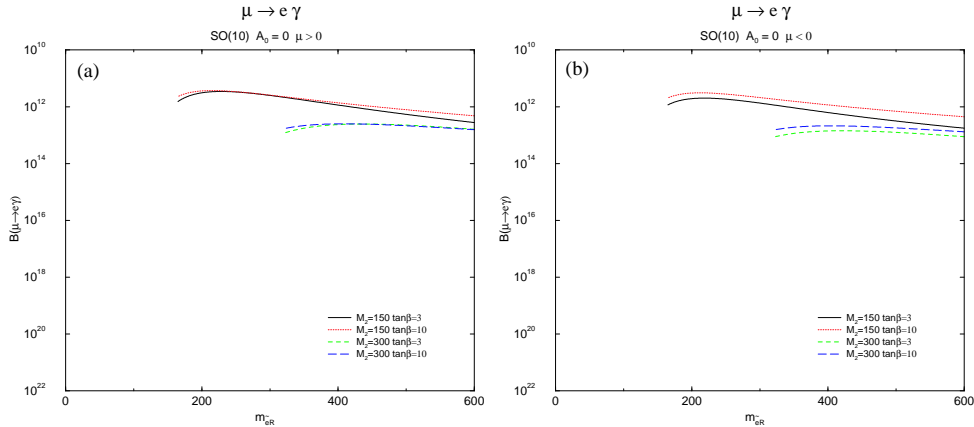 μ → e γ
SO(10) A₀ = 0 μ > 0
(a)
B(μ→eγ)
10¹⁰
10¹²
10¹⁴
10¹⁶
10¹⁸
10²⁰
10²²
M₂=150 tanβ=3
M₂=150 tanβ=10
M₂=300 tanβ=3
M₂=300 tanβ=10
0 200 400 600
m ẽR
μ → e γ
SO(10) A₀ = 0 μ < 0
(b)
B(μ→eγ)
10¹⁰
10¹²
10¹⁴
10¹⁶
10¹⁸
10²⁰
10²²
M₂=150 tanβ=3
M₂=150 tanβ=10
M₂=300 tanβ=3
M₂=300 tanβ=10
0 200 400 600
m ẽR